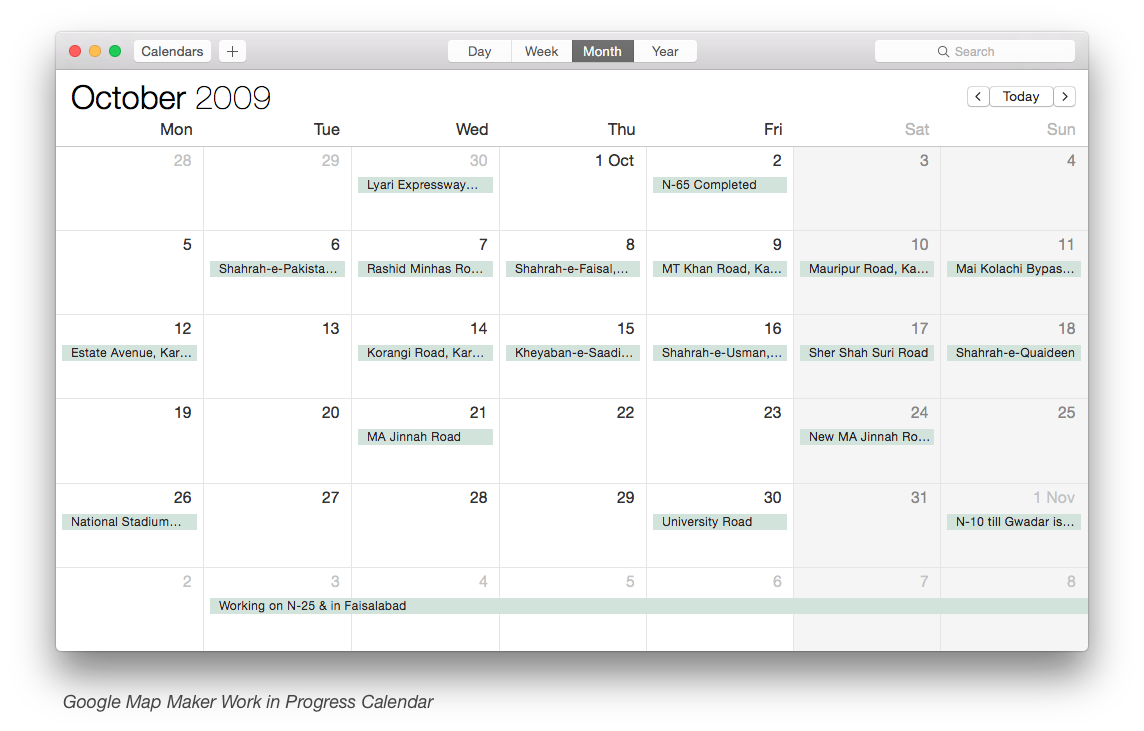 Calendars + Day Week Month Year Search
October 2009
< Today >
Mon Tue Wed Thu Fri Sat Sun
28 29 30 1 Oct 2 3 4
Lyari Expressway… N-65 Completed
5 6 7 8 9 10 11
Shahrah-e-Pakista… Rashid Minhas Ro… Shahrah-e-Faisal,… MT Khan Road, Ka… Mauripur Road, Ka… Mai Kolachi Bypas…
12 13 14 15 16 17 18
Estate Avenue, Kar… Korangi Road, Kar… Kheyaban-e-Saadi… Shahrah-e-Usman,… Sher Shah Suri Road Shahrah-e-Quaideen
19 20 21 22 23 24 25
MA Jinnah Road New MA Jinnah Ro…
26 27 28 29 30 31 1 Nov
National Stadium… University Road N-10 till Gwadar is…
2 3 4 5 6 7 8
Working on N-25 & in Faisalabad
Google Map Maker Work in Progress Calendar